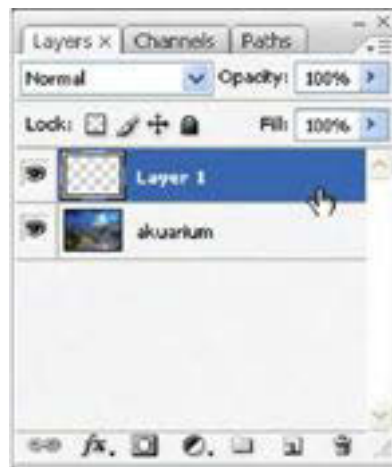 Layers × Channels Paths
Normal Opacity: 100%
Lock: Fill: 100%
Layer 1
akuarium
fx.